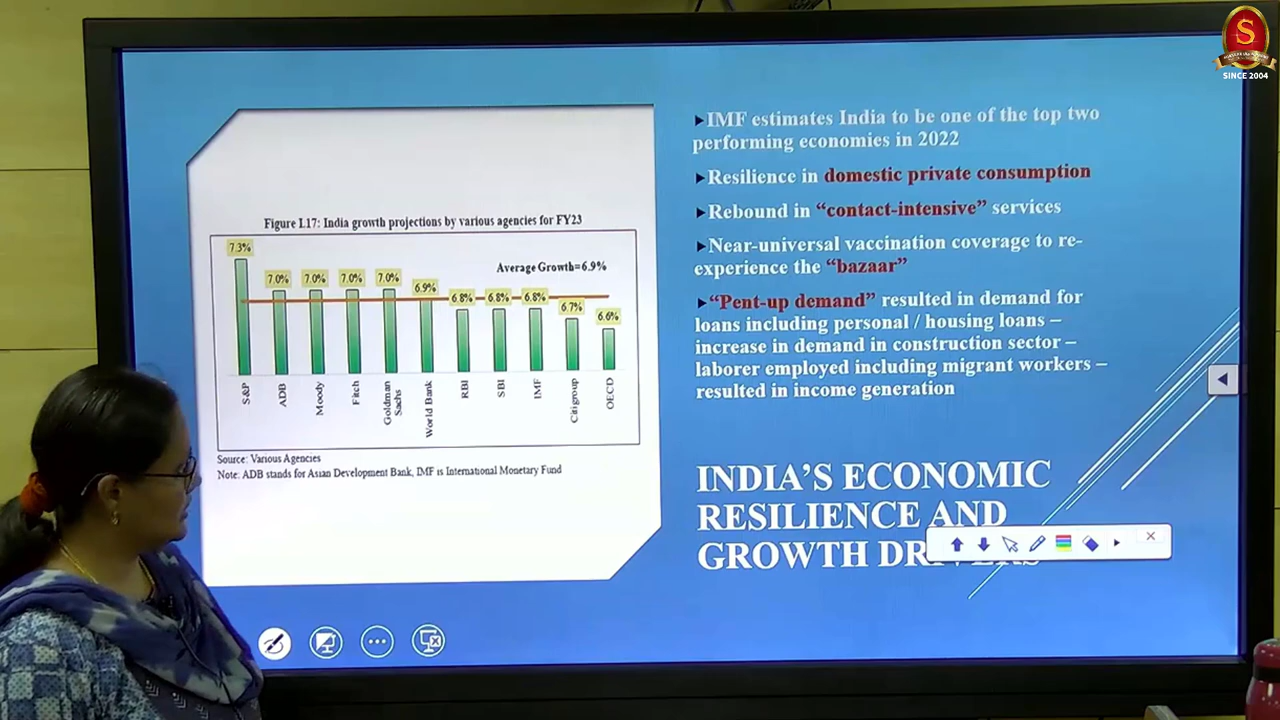 S
SINCE 2004
Figure I.17: India growth projections by various agencies for FY23
7.3%
7.0%
7.0%
7.0%
7.0%
6.9%
6.8%
6.8%
6.8%
6.7%
6.6%
Average Growth=6.9%
S&P
ADB
Moody
Fitch
Goldman
Sachs
World Bank
RBI
SBI
IMF
Citigroup
OECD
Source: Various Agencies
Note: ADB stands for Asian Development Bank, IMF is International Monetary Fund
IMF estimates India to be one of the top two
performing economies in 2022
Resilience in domestic private consumption
Rebound in “contact-intensive” services
Near-universal vaccination coverage to re-
experience the “bazaar”
“Pent-up demand” resulted in demand for
loans including personal / housing loans –
increase in demand in construction sector –
laborer employed including migrant workers –
resulted in income generation
INDIA’S ECONOMIC
RESILIENCE AND
GROWTH DRIVERS